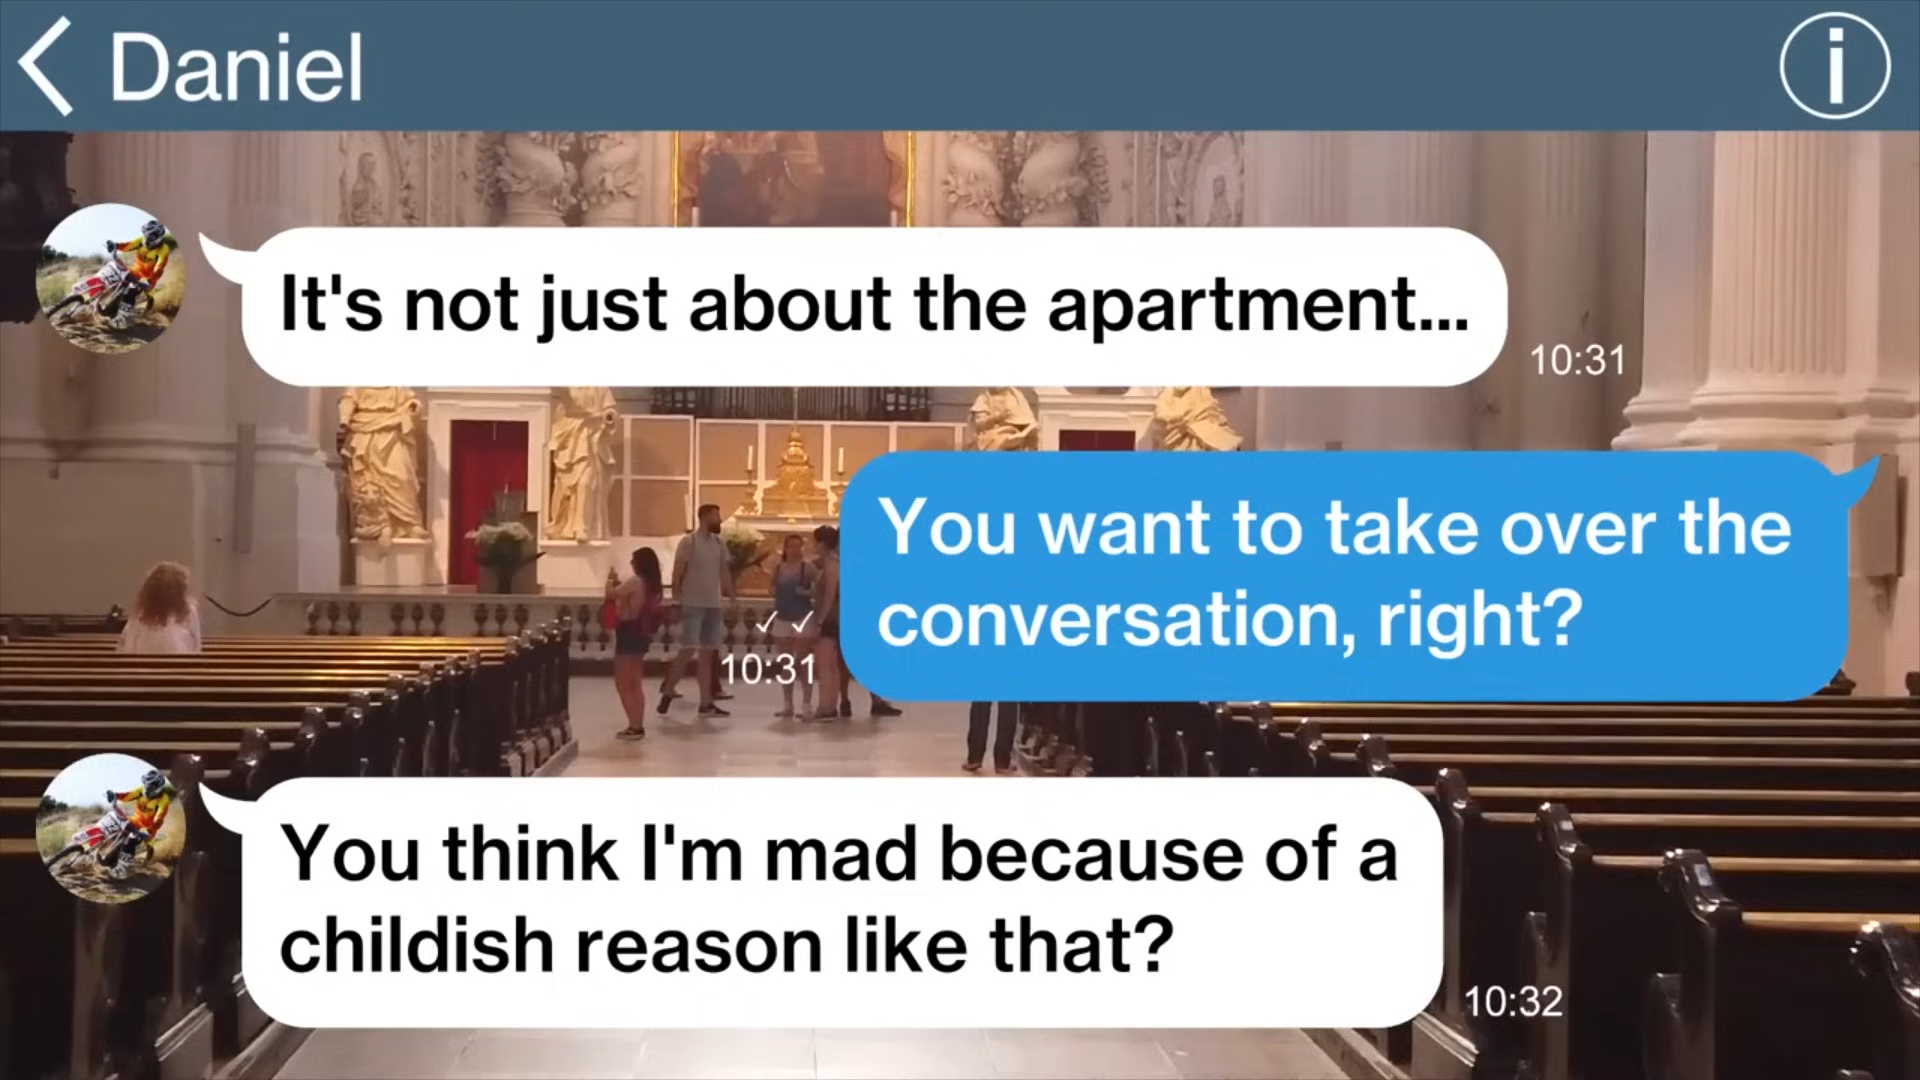 Daniel
It's not just about the apartment...
10:31
You want to take over the
conversation, right?
10:31
You think I'm mad because of a
childish reason like that?
10:32